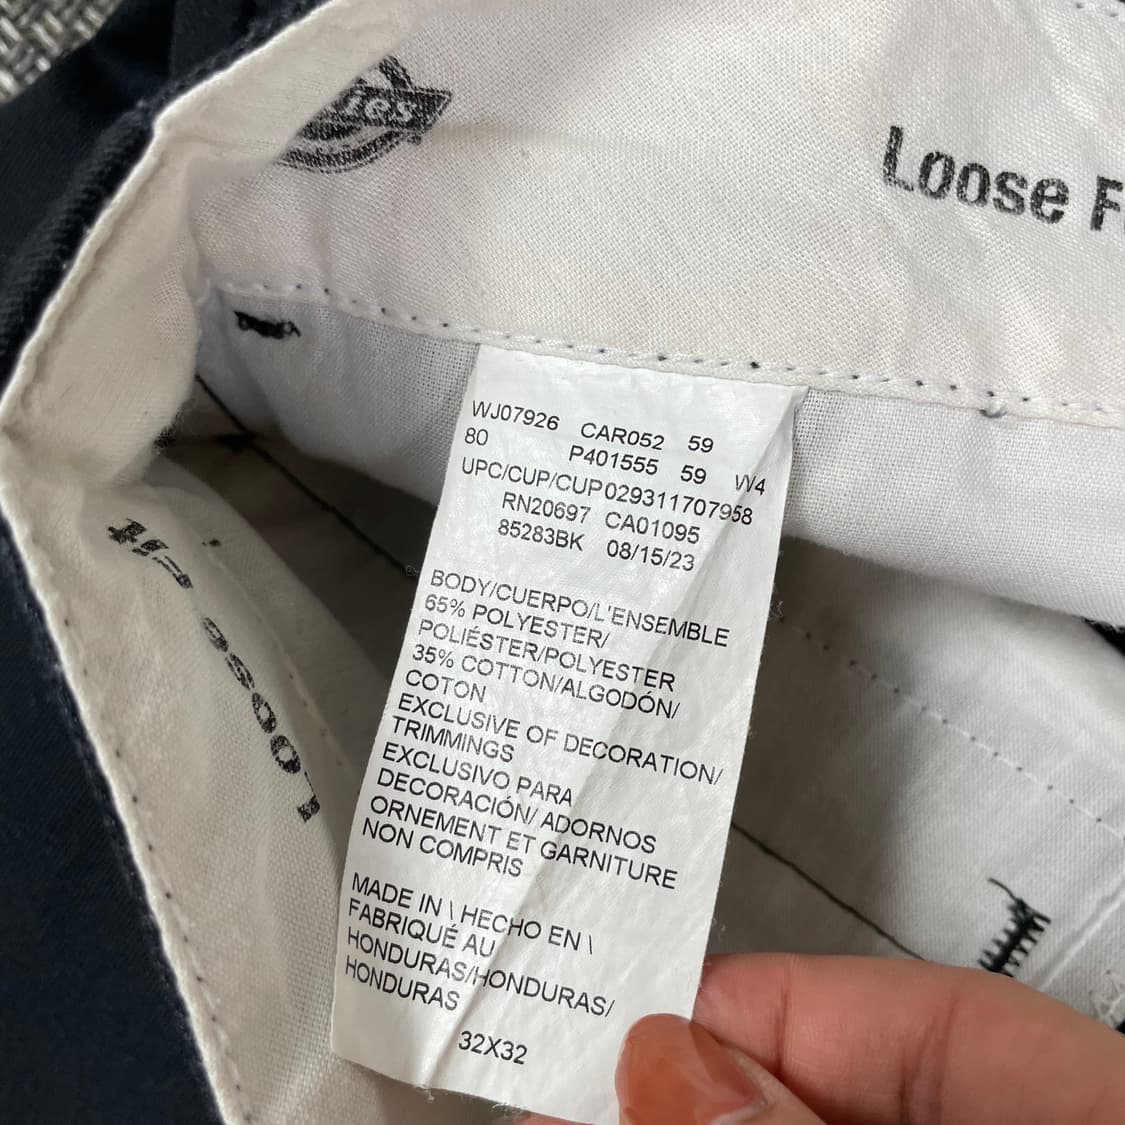 Loose
WJ07926 CAR052 59
80 P401555 59 W4
UPC/CUP/CUP029311707958
RN20697 CA01095
85283BK 08/15/23
BODY/CUERPO/L'ENSEMBLE
65% POLYESTER/
POLIÉSTER/POLYESTER
35% COTTON/ALGODÓN/
COTON
EXCLUSIVE OF DECORATION/
TRIMMINGS
EXCLUSIVO PARA
DECORACIÓN/ ADORNOS
ORNEMENT ET GARNITURE
NON COMPRIS
MADE IN \ HECHO EN \
FABRIQUÉ AU
HONDURAS/HONDURAS/
HONDURAS
32X32
Loose